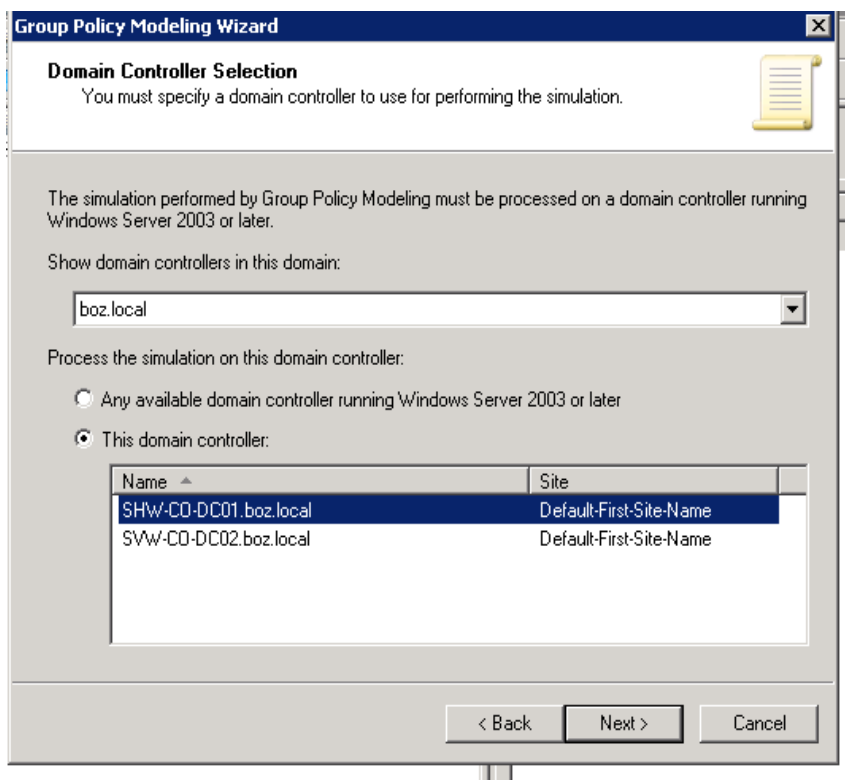 Group Policy Modeling Wizard
Domain Controller Selection
You must specify a domain controller to use for performing the simulation.
The simulation performed by Group Policy Modeling must be processed on a domain controller running
Windows Server 2003 or later.
Show domain controllers in this domain:
boz.local
Process the simulation on this domain controller:
Any available domain controller running Windows Server 2003 or later
This domain controller:
Name Site
SHW-CO-DC01.boz.local Default-First-Site-Name
SVW-CO-DC02.boz.local Default-First-Site-Name
< Back Next > Cancel